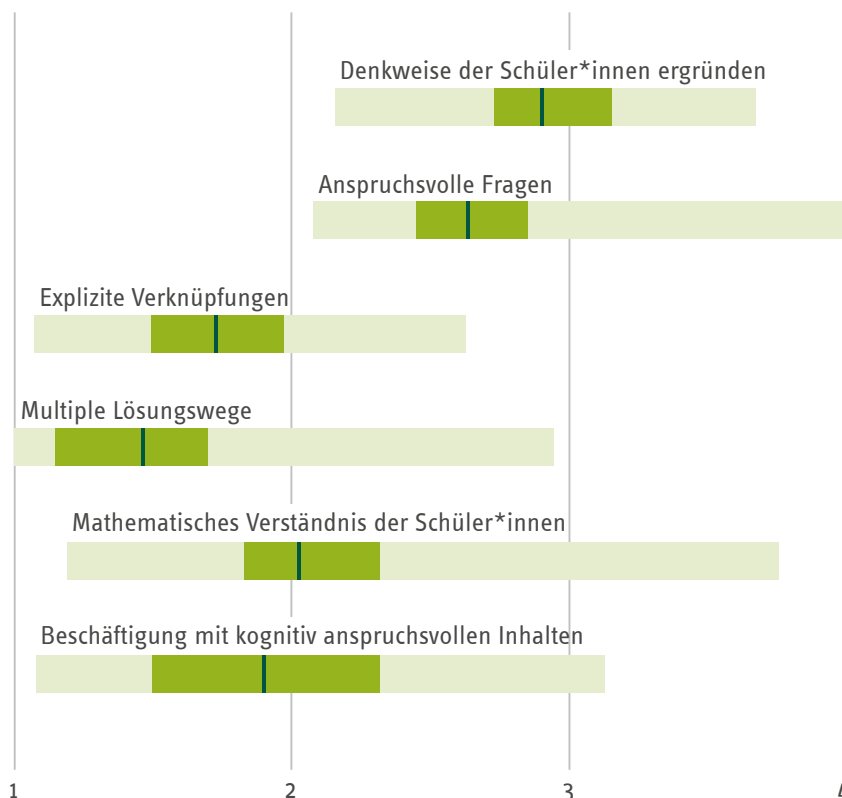 Denkweise der Schüler*innen ergründen
Anspruchsvolle Fragen
Explizite Verknüpfungen
Multiple Lösungswege
Mathematisches Verständnis der Schüler*innen
Beschäftigung mit kognitiv anspruchsvollen Inhalten
1 2 3